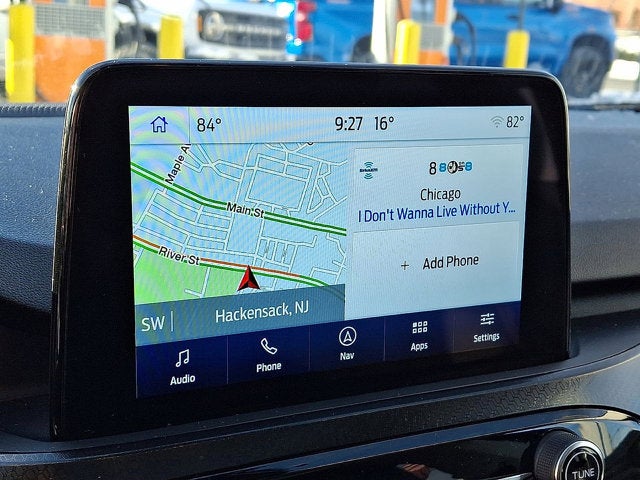 84°
9:27 16°
82°
Maple A
Main St
River St
SW | Hackensack, NJ
8
Chicago
I Don't Wanna Live Without Y...
+ Add Phone
Audio
Phone
Nav
Apps
Settings
TUNE